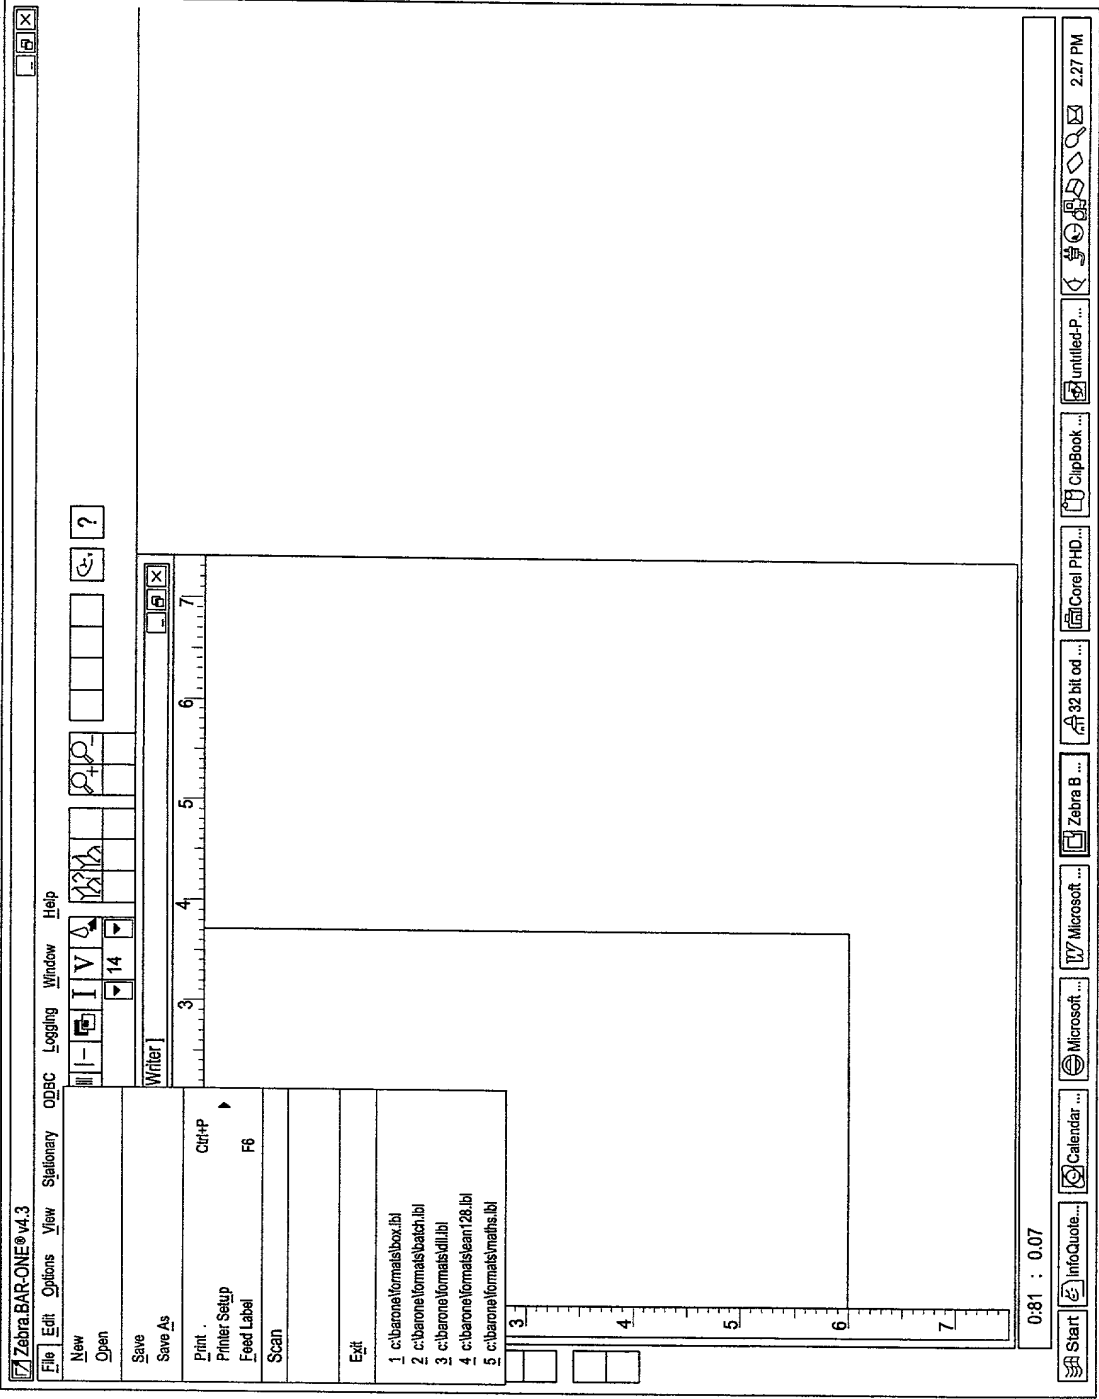 Zebra.BAR-ONE® v4.3
File Edit Options View Stationary ODBC Logging Window Help
I V
14
?
New
Open
Save
Save As
Print . Ctrl+P
Printer Setup
Feed Label F6
Scan
Exit
1 c:\barone\formats\box.lbl
2 c:\barone\formats\batch.lbl
3 c:\barone\formats\dll.lbl
4 c:\barone\formats\ean128.lbl
5 c:\barone\formats\maths.lbl
Writer ]
3 4 5 6 7
3
4
5
6
7
0:81 : 0.07
Start InfoQuote... Calendar ... Microsoft ... W Microsoft ... Zebra B ... 32 bit od ... Corel PHD... ClipBook ... untitled-P... 2.27 PM